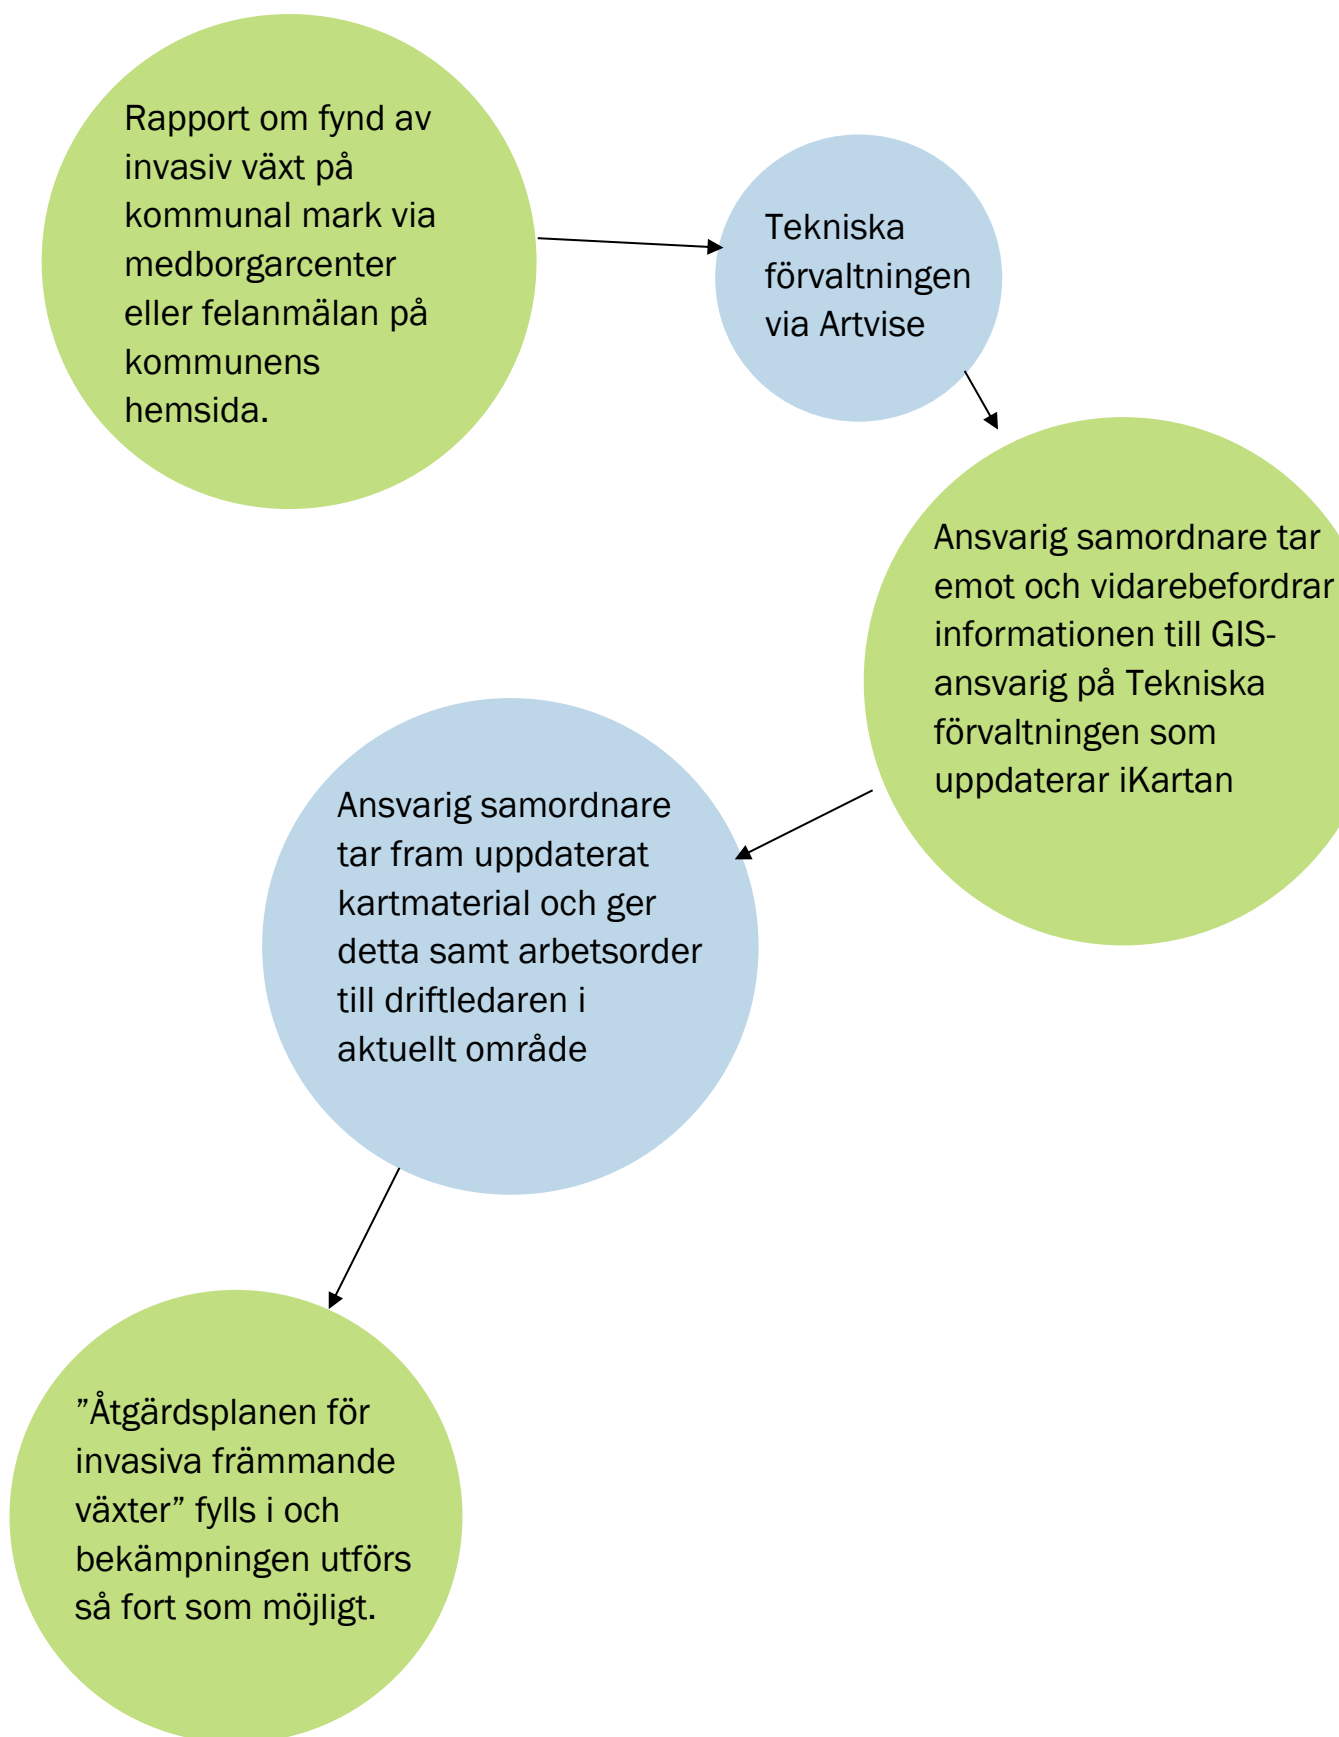 Rapport om fynd av
invasiv växt på
kommunal mark via
medborgarcenter
eller felanmälan på
kommunens
hemsida.
Tekniska
förvaltningen
via Artvise
Ansvarig samordnare tar
emot och vidarebefordrar
informationen till GIS-
ansvarig på Tekniska
förvaltningen som
uppdaterar iKartan
Ansvarig samordnare
tar fram uppdaterat
kartmaterial och ger
detta samt arbetsorder
till driftledaren i
aktuellt område
”Åtgärdsplanen för
invasiva främmande
växter” fylls i och
bekämpningen utförs
så fort som möjligt.